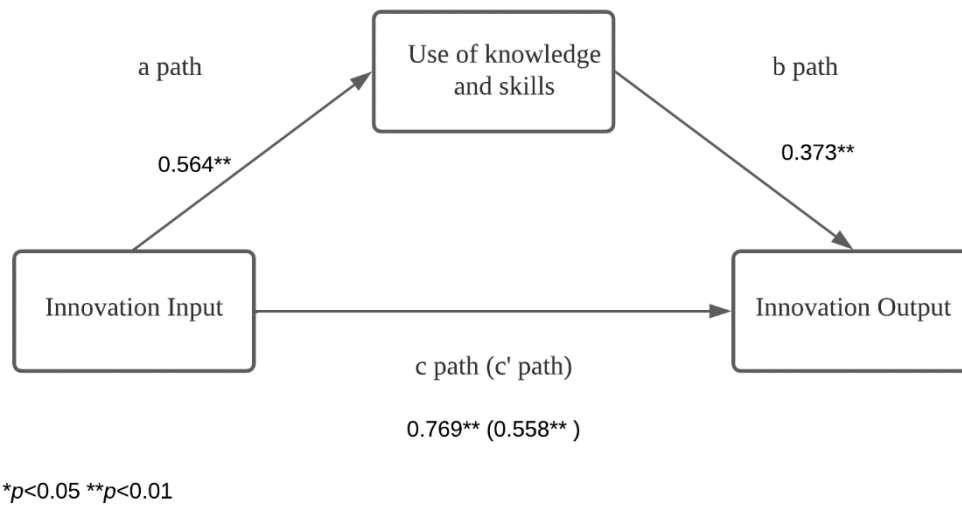 Use of knowledge
and skills
a path
b path
0.564**
0.373**
Innovation Input
Innovation Output
c path (c' path)
0.769** (0.558** )
*p<0.05 **p<0.01